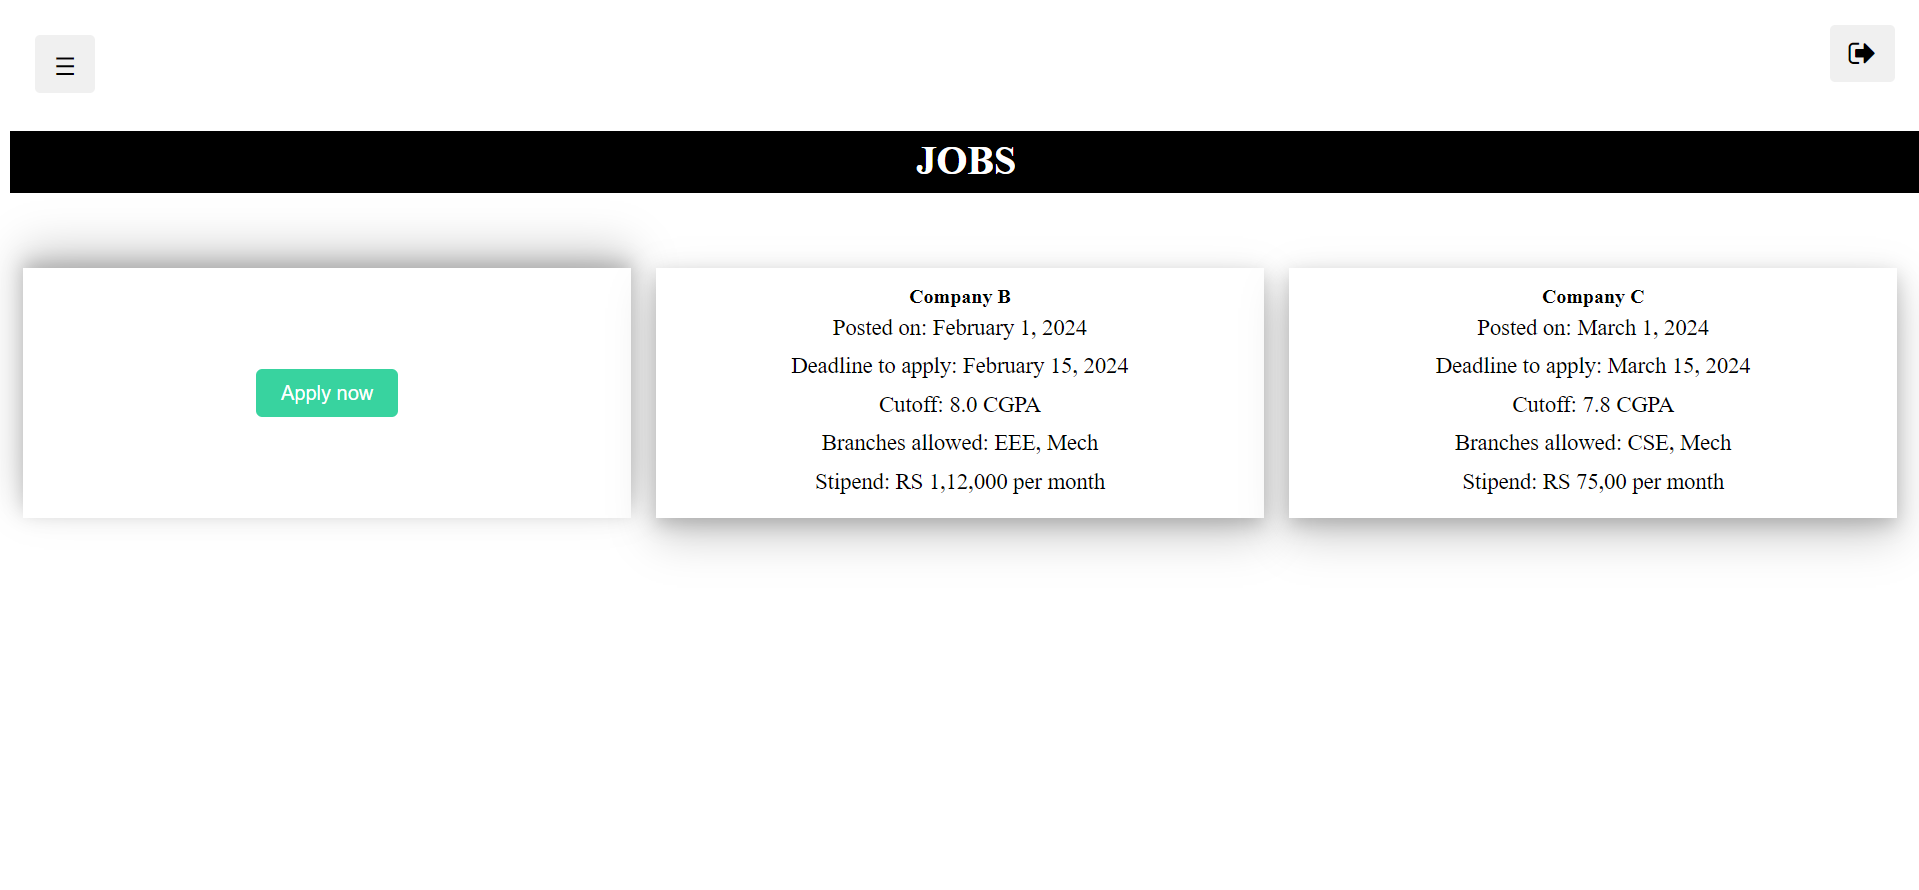 JOBS
Apply now
Company B
Posted on: February 1, 2024
Deadline to apply: February 15, 2024
Cutoff: 8.0 CGPA
Branches allowed: EEE, Mech
Stipend: RS 1,12,000 per month
Company C
Posted on: March 1, 2024
Deadline to apply: March 15, 2024
Cutoff: 7.8 CGPA
Branches allowed: CSE, Mech
Stipend: RS 75,00 per month